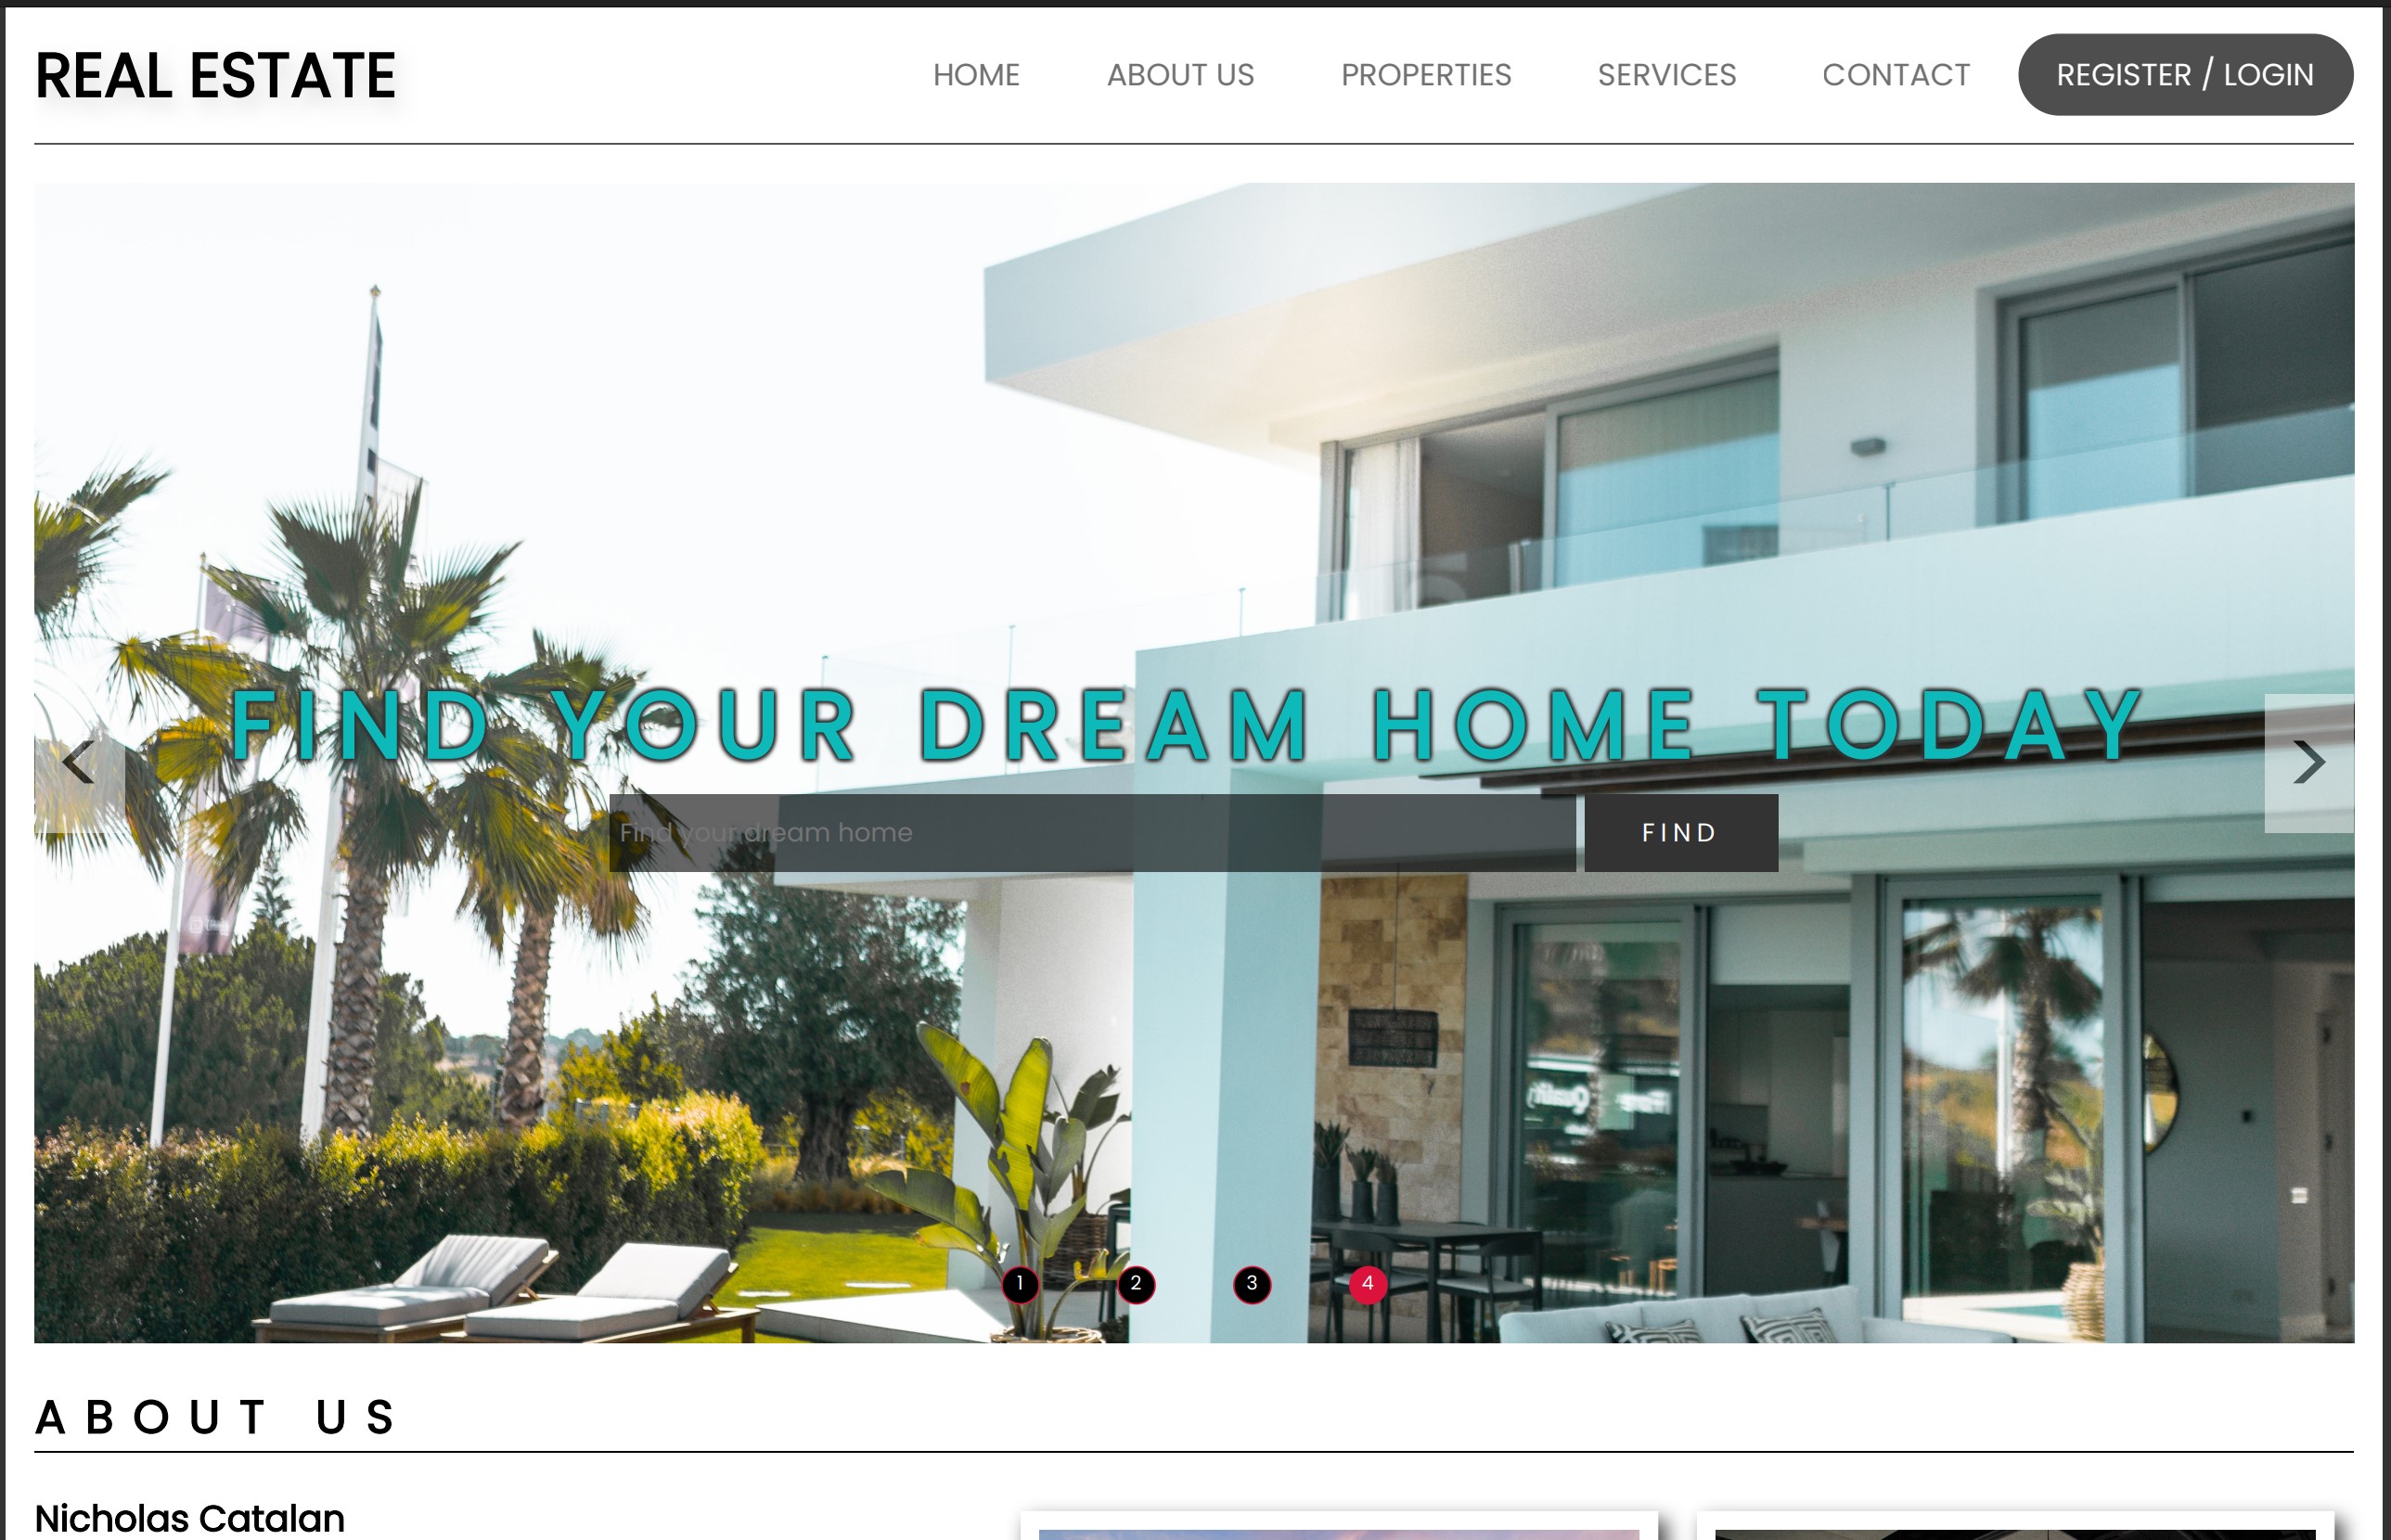 REAL ESTATE
HOME ABOUT US PROPERTIES SERVICES CONTACT REGISTER / LOGIN
FIND YOUR DREAM HOME TODAY
<
>
Find your dream home FIND
1 2 3 4
ABOUT US
Nicholas Catalan